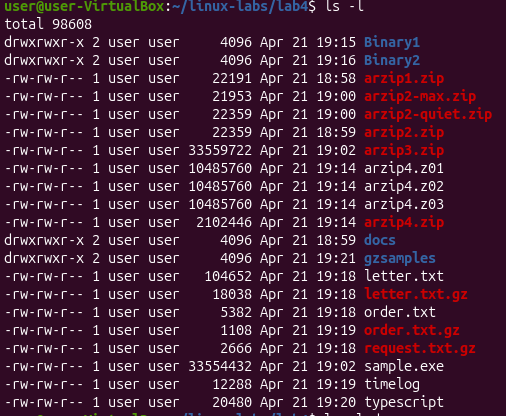 user@user-VirtualBox:~/linux-labs/lab4$ ls -l
total 98608
drwxrwxr-x 2 user user     4096 Apr 21 19:15 Binary1
drwxrwxr-x 2 user user     4096 Apr 21 19:16 Binary2
-rw-rw-r-- 1 user user    22191 Apr 21 18:58 arzip1.zip
-rw-rw-r-- 1 user user    21953 Apr 21 19:00 arzip2-max.zip
-rw-rw-r-- 1 user user    22359 Apr 21 19:00 arzip2-quiet.zip
-rw-rw-r-- 1 user user    22359 Apr 21 18:59 arzip2.zip
-rw-rw-r-- 1 user user 33559722 Apr 21 19:02 arzip3.zip
-rw-rw-r-- 1 user user 10485760 Apr 21 19:14 arzip4.z01
-rw-rw-r-- 1 user user 10485760 Apr 21 19:14 arzip4.z02
-rw-rw-r-- 1 user user 10485760 Apr 21 19:14 arzip4.z03
-rw-rw-r-- 1 user user  2102446 Apr 21 19:14 arzip4.zip
drwxrwxr-x 2 user user     4096 Apr 21 18:59 docs
drwxrwxr-x 2 user user     4096 Apr 21 19:21 gzsamples
-rw-rw-r-- 1 user user   104652 Apr 21 19:18 letter.txt
-rw-rw-r-- 1 user user    18038 Apr 21 19:18 letter.txt.gz
-rw-rw-r-- 1 user user     5382 Apr 21 19:18 order.txt
-rw-rw-r-- 1 user user     1108 Apr 21 19:19 order.txt.gz
-rw-rw-r-- 1 user user     2666 Apr 21 19:18 request.txt.gz
-rw-rw-r-- 1 user user 33554432 Apr 21 19:02 sample.exe
-rw-rw-r-- 1 user user    12288 Apr 21 19:19 timelog
-rw-rw-r-- 1 user user    20480 Apr 21 19:20 typescript